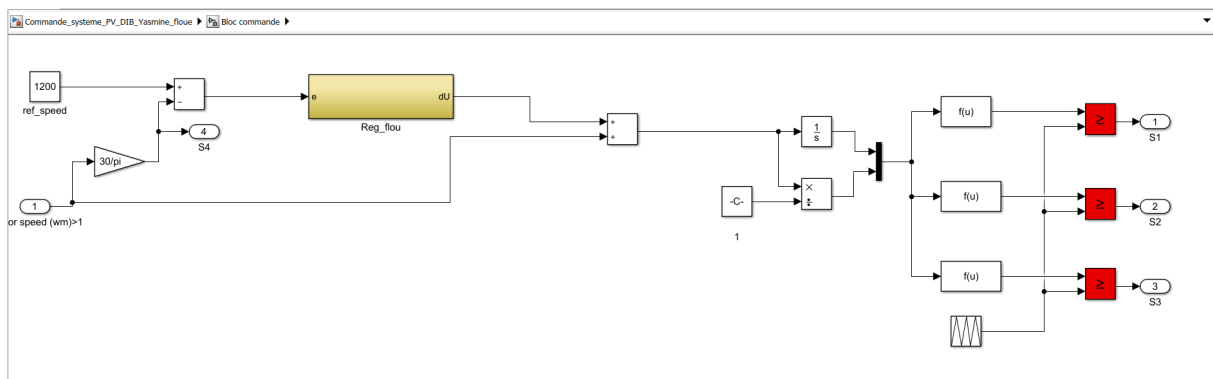 Commande_systeme_PV_DIB_Yasmine_floue Bloc commande
1200
ref_speed
+
−
e dU
Reg_flou
4
S4
30/pi
1
or speed (wm)>1
+
+
1
s
×
÷
-C-
1
f(u)
≥
1
S1
f(u)
≥
2
S2
f(u)
≥
3
S3